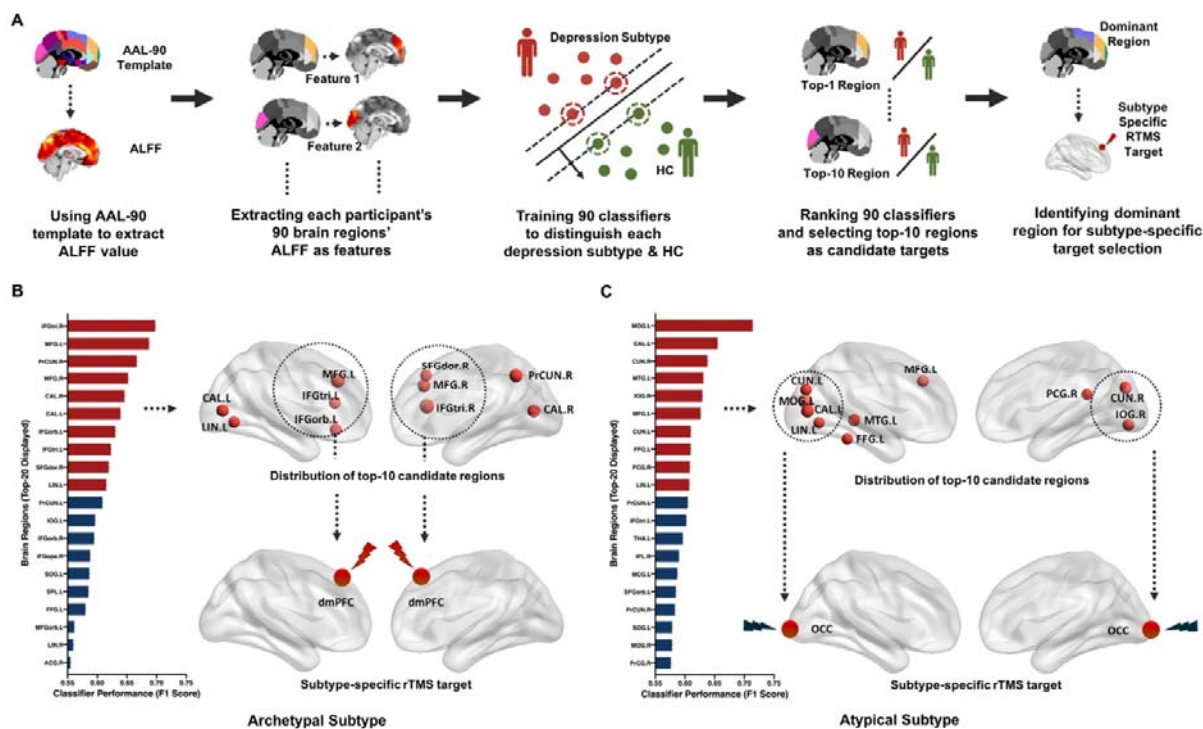 A
AAL-90
Template
ALFF
Using AAL-90
template to extract
ALFF value
Feature 1
Feature 2
Extracting each participant's
90 brain regions'
ALFF as features
Depression Subtype
HC
Training 90 classifiers
to distinguish each
depression subtype & HC
Top-1 Region
Top-10 Region
Ranking 90 classifiers
and selecting top-10 regions
as candidate targets
Dominant
Region
Subtype
Specific
RTMS
Target
Identifying dominant
region for subtype-specific
target selection
B
Brain Regions (Top-20 Displayed)
MFG.L
PrCUN.R
MFG.R
CAL.R
CAL.L
IFGorb.L
IFGtri.L
SFGdor.R
LIN.L
PrCUN.L
IOG.L
IFGorb.R
IFGope.R
SOG.L
SPL.L
FFG.L
MFGorb.L
LIN.R
ACG.R
0.55
0.60
0.65
0.70
0.75
Classifier Performance (F1 Score)
CAL.L
LIN.L
MFG.L
IFGtri.L
IFGorb.L
SFGdor.R
MFG.R
IFGtri.R
PrCUN.R
CAL.R
Distribution of top-10 candidate regions
dmPFC
dmPFC
Subtype-specific rTMS target
Archetypal Subtype
C
Brain Regions (Top-20 Displayed)
MOG.L
CAL.L
CUN.R
MTG.L
IOG.R
MFG.L
CUN.L
FFG.L
PCG.R
LIN.L
PrCUN.L
THA.L
IPL.R
MCG.L
SFGorb.L
PrCUN.R
SOG.L
MOG.R
PrCG.R
0.55
0.60
0.65
0.70
0.75
Classifier Performance (F1 Score)
CUN.L
MOG.L
CAL.L
LIN.L
MFG.L
MTG.L
FFG.L
PCG.R
CUN.R
IOG.R
Distribution of top-10 candidate regions
OCC
OCC
Subtype-specific rTMS target
Atypical Subtype